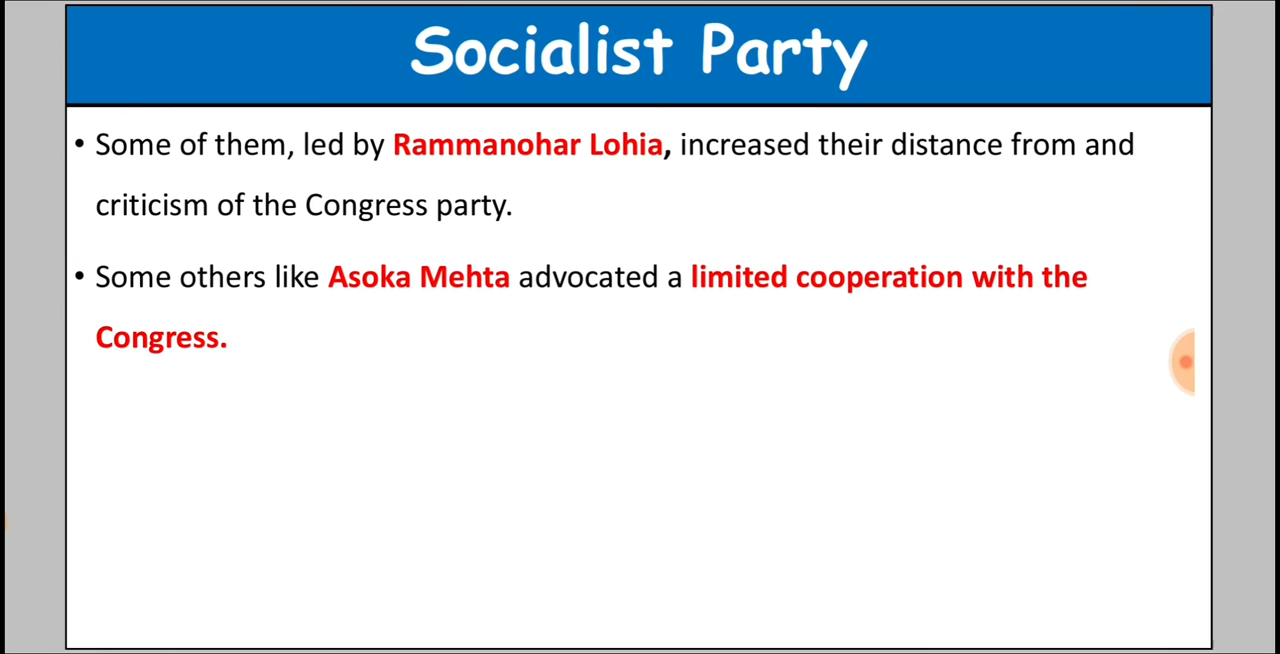 Socialist Party
• Some of them, led by Rammanohar Lohia, increased their distance from and
criticism of the Congress party.
• Some others like Asoka Mehta advocated a limited cooperation with the
Congress.